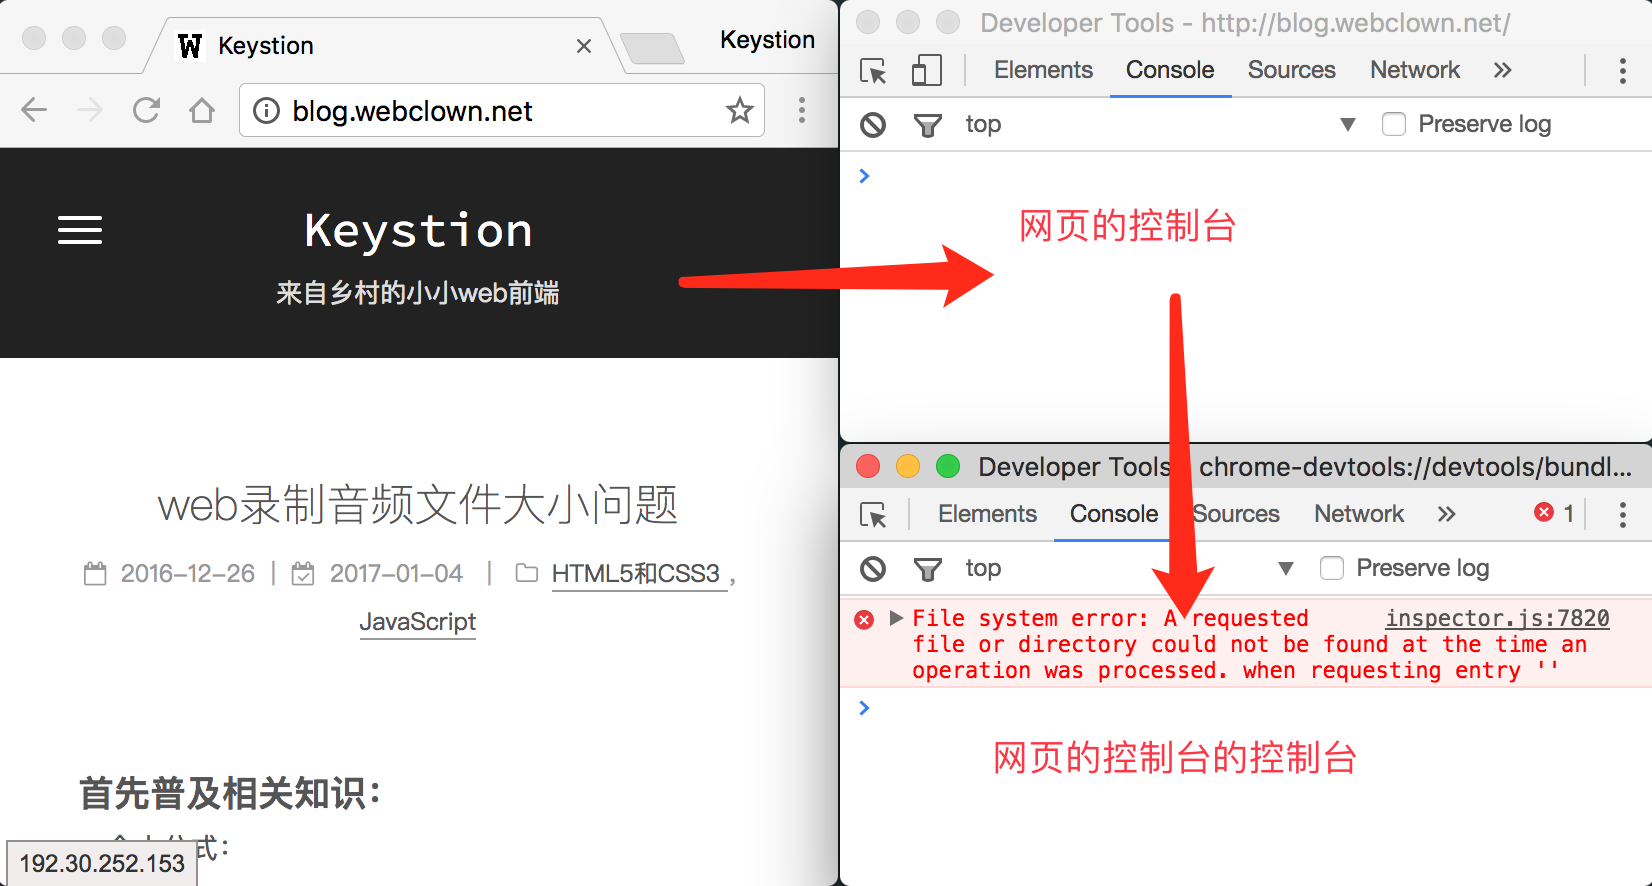 Keystion
Keystion
blog.webclown.net
Keystion
来自乡村的小小web前端
web录制音频文件大小问题
2016-12-26 | 2017-01-04 | HTML5和CSS3 ,
JavaScript
首先普及相关知识：
式：
192.30.252.153
Developer Tools - http://blog.webclown.net/
Elements Console Sources Network »
top ▼ Preserve log
>
网页的控制台
Developer Tools chrome-devtools://devtools/bundl...
Elements Console Sources Network » 1
top ▼ Preserve log
File system error: A requested inspector.js:7820
file or directory could not be found at the time an
operation was processed. when requesting entry ''
>
网页的控制台的控制台